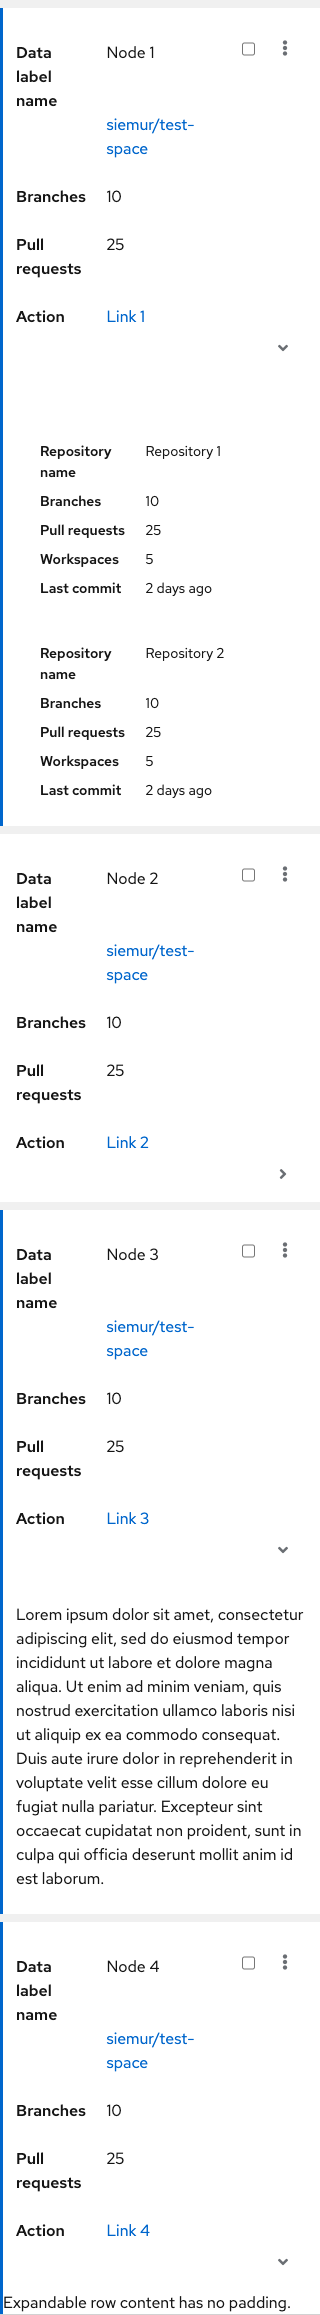 Data Node 1
label
name
siemur/test-
space
Branches 10
Pull 25
requests
Action Link 1
Repository Repository 1
name
Branches 10
Pull requests 25
Workspaces 5
Last commit 2 days ago
Repository Repository 2
name
Branches 10
Pull requests 25
Workspaces 5
Last commit 2 days ago
Data Node 2
label
name
siemur/test-
space
Branches 10
Pull 25
requests
Action Link 2
Data Node 3
label
name
siemur/test-
space
Branches 10
Pull 25
requests
Action Link 3
Lorem ipsum dolor sit amet, consectetur
adipiscing elit, sed do eiusmod tempor
incididunt ut labore et dolore magna
aliqua. Ut enim ad minim veniam, quis
nostrud exercitation ullamco laboris nisi
ut aliquip ex ea commodo consequat.
Duis aute irure dolor in reprehenderit in
voluptate velit esse cillum dolore eu
fugiat nulla pariatur. Excepteur sint
occaecat cupidatat non proident, sunt in
culpa qui officia deserunt mollit anim id
est laborum.
Data Node 4
label
name
siemur/test-
space
Branches 10
Pull 25
requests
Action Link 4
Expandable row content has no padding.